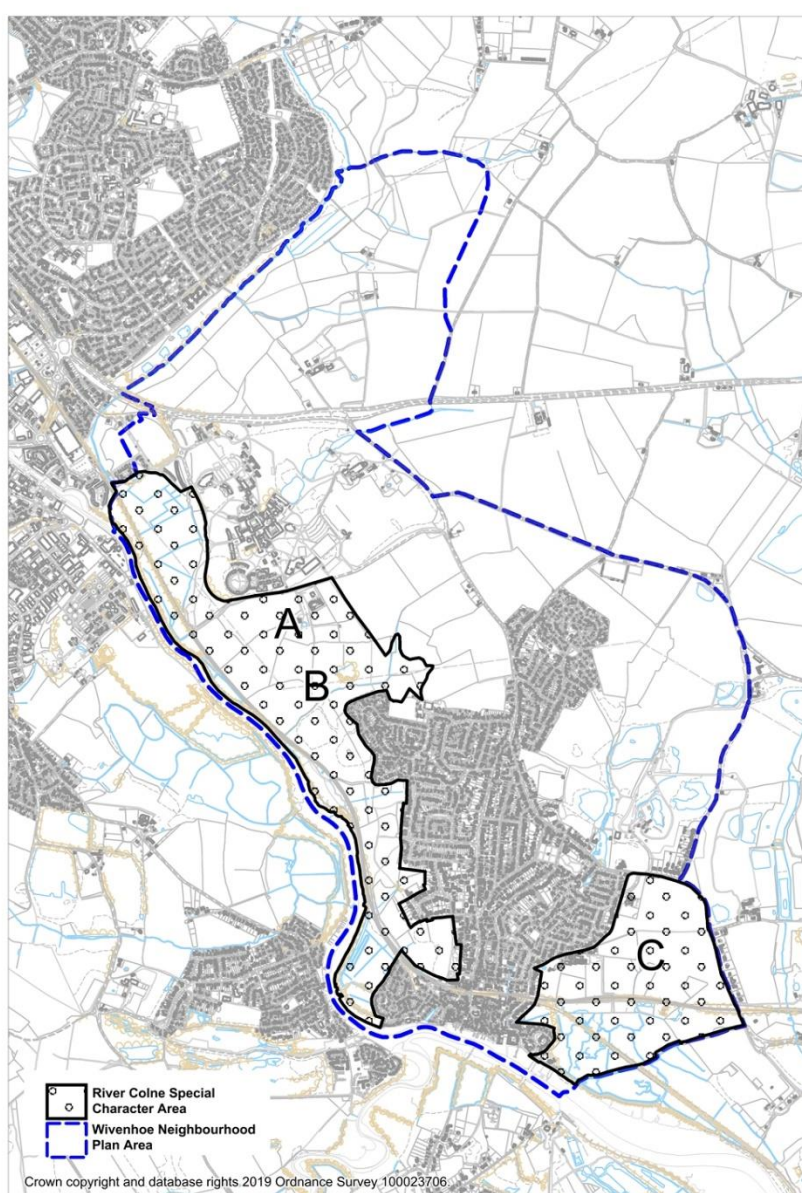 A
B
C
River Colne Special
Character Area
Wivenhoe Neighbourhood
Plan Area
Crown copyright and database rights 2019 Ordnance Survey 100023706.